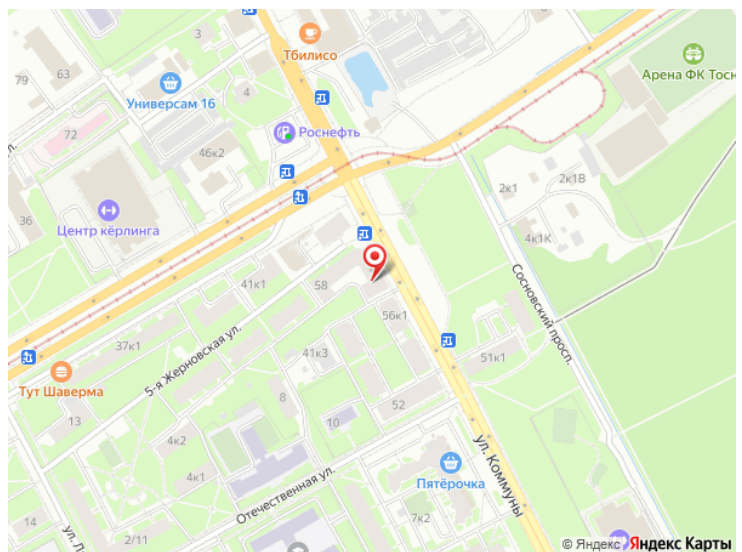 Тбилисо
3
63
79
Универсам 16
4
Арена ФК Тосн
Роснефть
72
46к2
2к1
2к1В
36
Центр кёрлинга
4к1К
41к1
58
Сосновский просп.
56к1
37к1
5-я Жерновская ул.
41к3
51к1
Тут Шаверма
8
52
13
10
4к2
ул. Коммуны
4к1
Пятёрочка
Отечественная ул.
7к2
14
2/11
ул. Л
© Яндекс Яндекс Карты